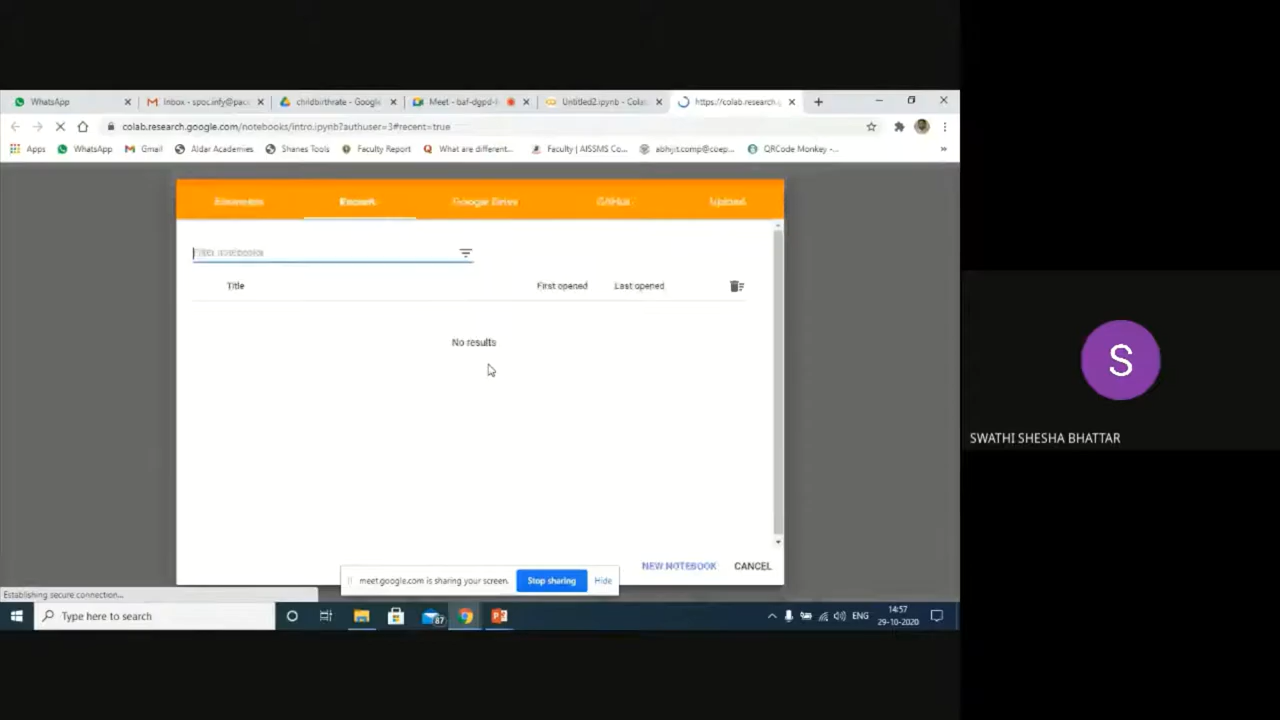 WhatsApp
Inbox - spoc.infy@pac
childbirthrate - Google
Meet - baf-dgpd-
Untitled2.ipynb - Colab
https://colab.research.g
colab.research.google.com/notebooks/intro.ipynb?authuser=3#recent=true
Apps WhatsApp Gmail Aldar Academies Shanes Tools Faculty Report What are different... Faculty | AISSMS Co... abhijit.comp@coep... QRCode Monkey -... »
Examples Recent Google Drive GitHub Upload
Filter notebooks
Title First opened Last opened
No results
NEW NOTEBOOK CANCEL
meet.google.com is sharing your screen. Stop sharing Hide
Establishing secure connection...
Type here to search
87
ENG
14:57
29-10-2020
S
SWATHI SHESHA BHATTAR